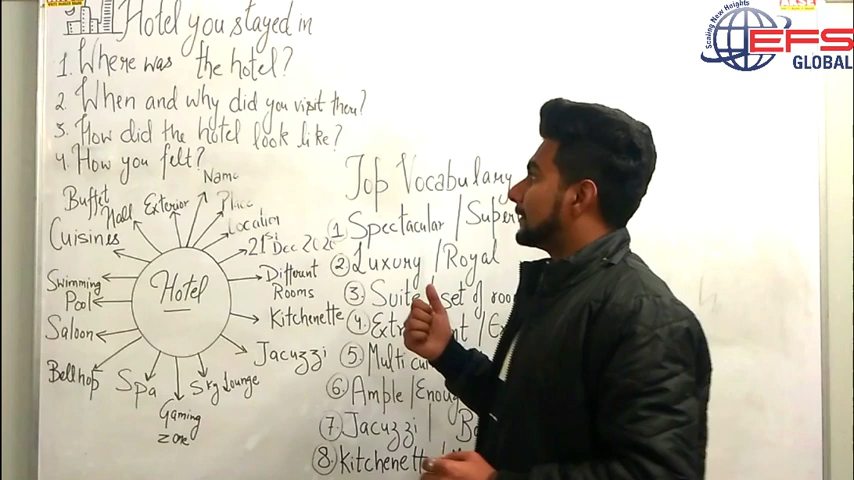 Hotel you stayed in
1. Where was the hotel?
2. When and why did you visit there?
3. How did the hotel look like?
4. How you felt?
Name
Place
Location
21st Dec 2020
Different
Rooms
Kitchenette
Jacuzzi
Sky Lounge
Gaming
zone
Spa
Bellhop
Saloon
Swimming
Pool
Cuisines
Buffet
Hall
Exterior
Hotel
Top Vocabulary
1 Spectacular / Super
2 Luxury / Royal
3. Suite / set of
4.
5. Multi
6. Ample / Enough
7. Jacuzzi /
8. Kitchenette /
Scaling New Heights
EFS
GLOBAL